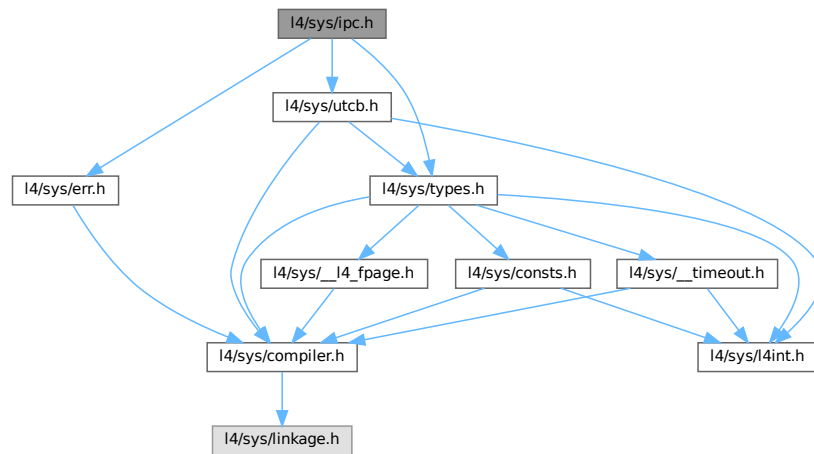 l4/sys/ipc.h
l4/sys/utcb.h
l4/sys/err.h
l4/sys/types.h
l4/sys/__l4_fpage.h
l4/sys/consts.h
l4/sys/__timeout.h
l4/sys/compiler.h
l4/sys/l4int.h
l4/sys/linkage.h